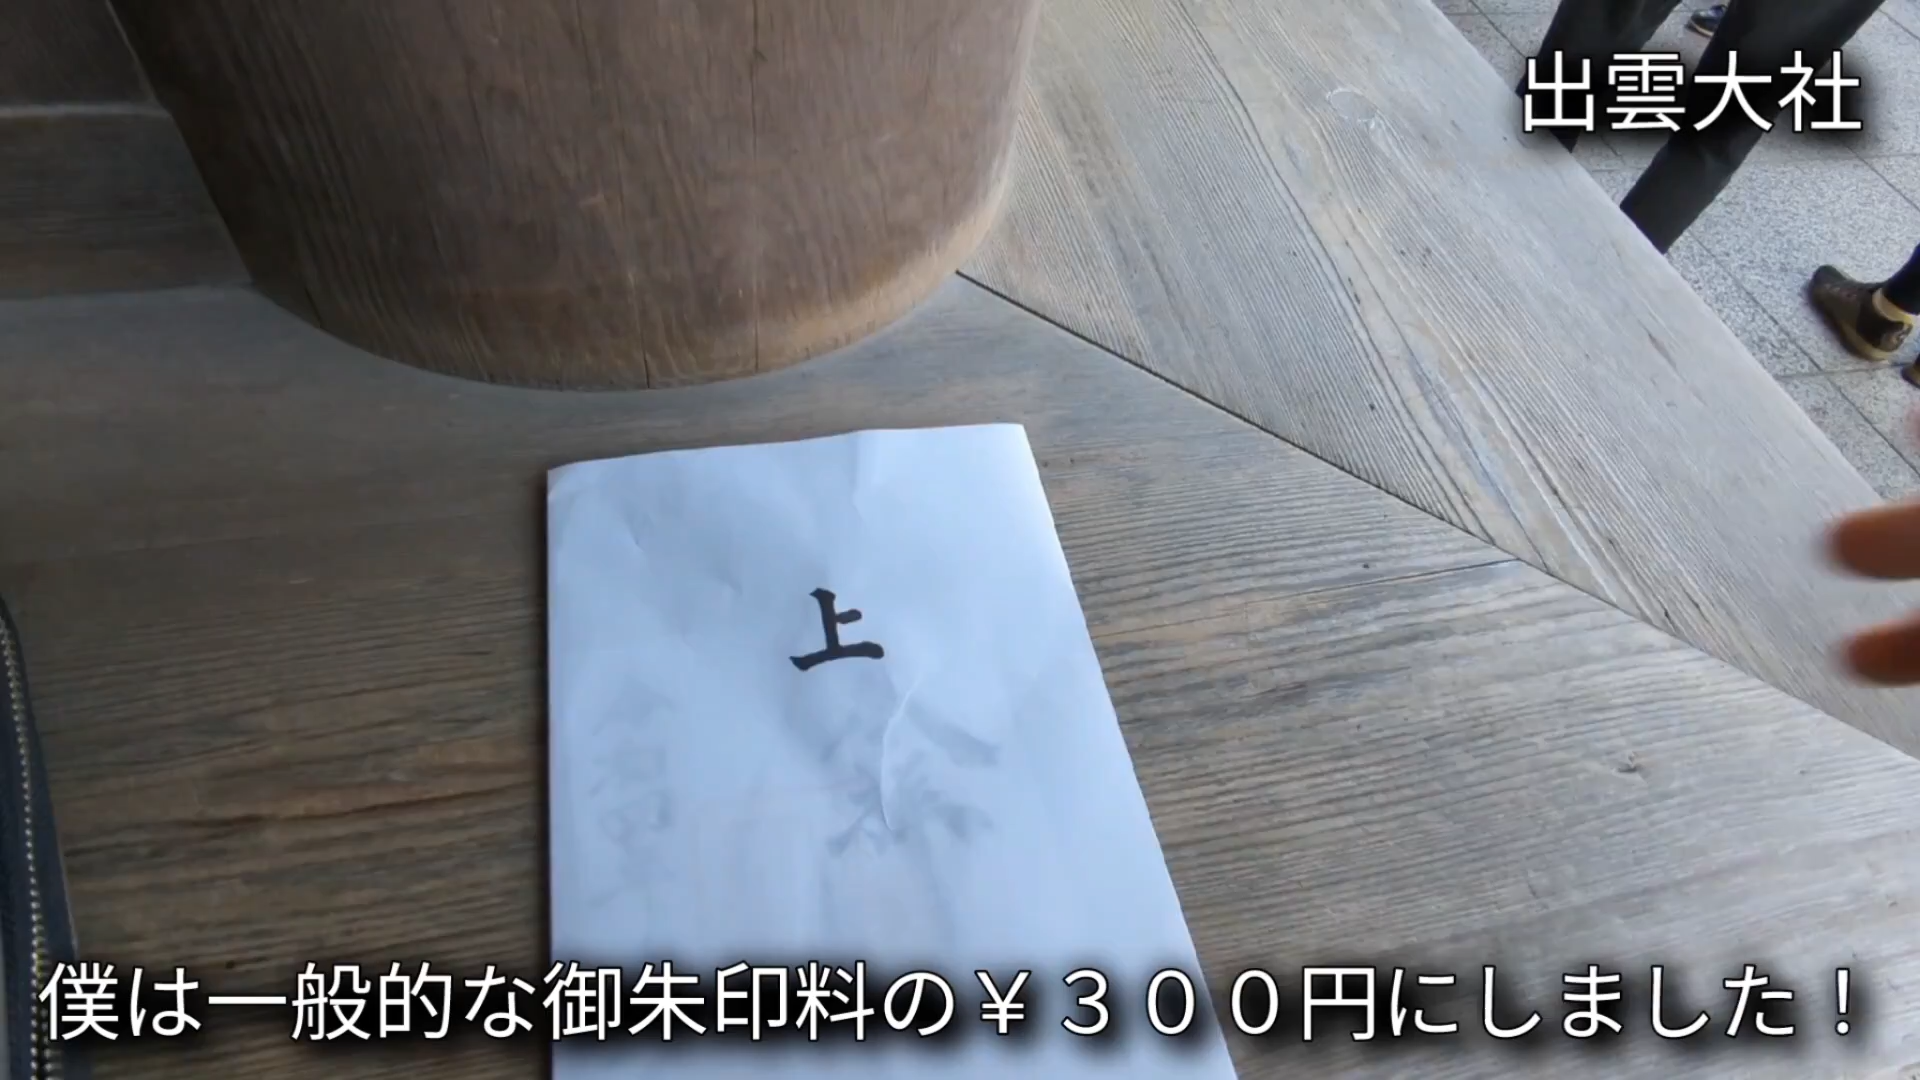 出雲大社
上
僕は一般的な御朱印料の￥３００円にしました！